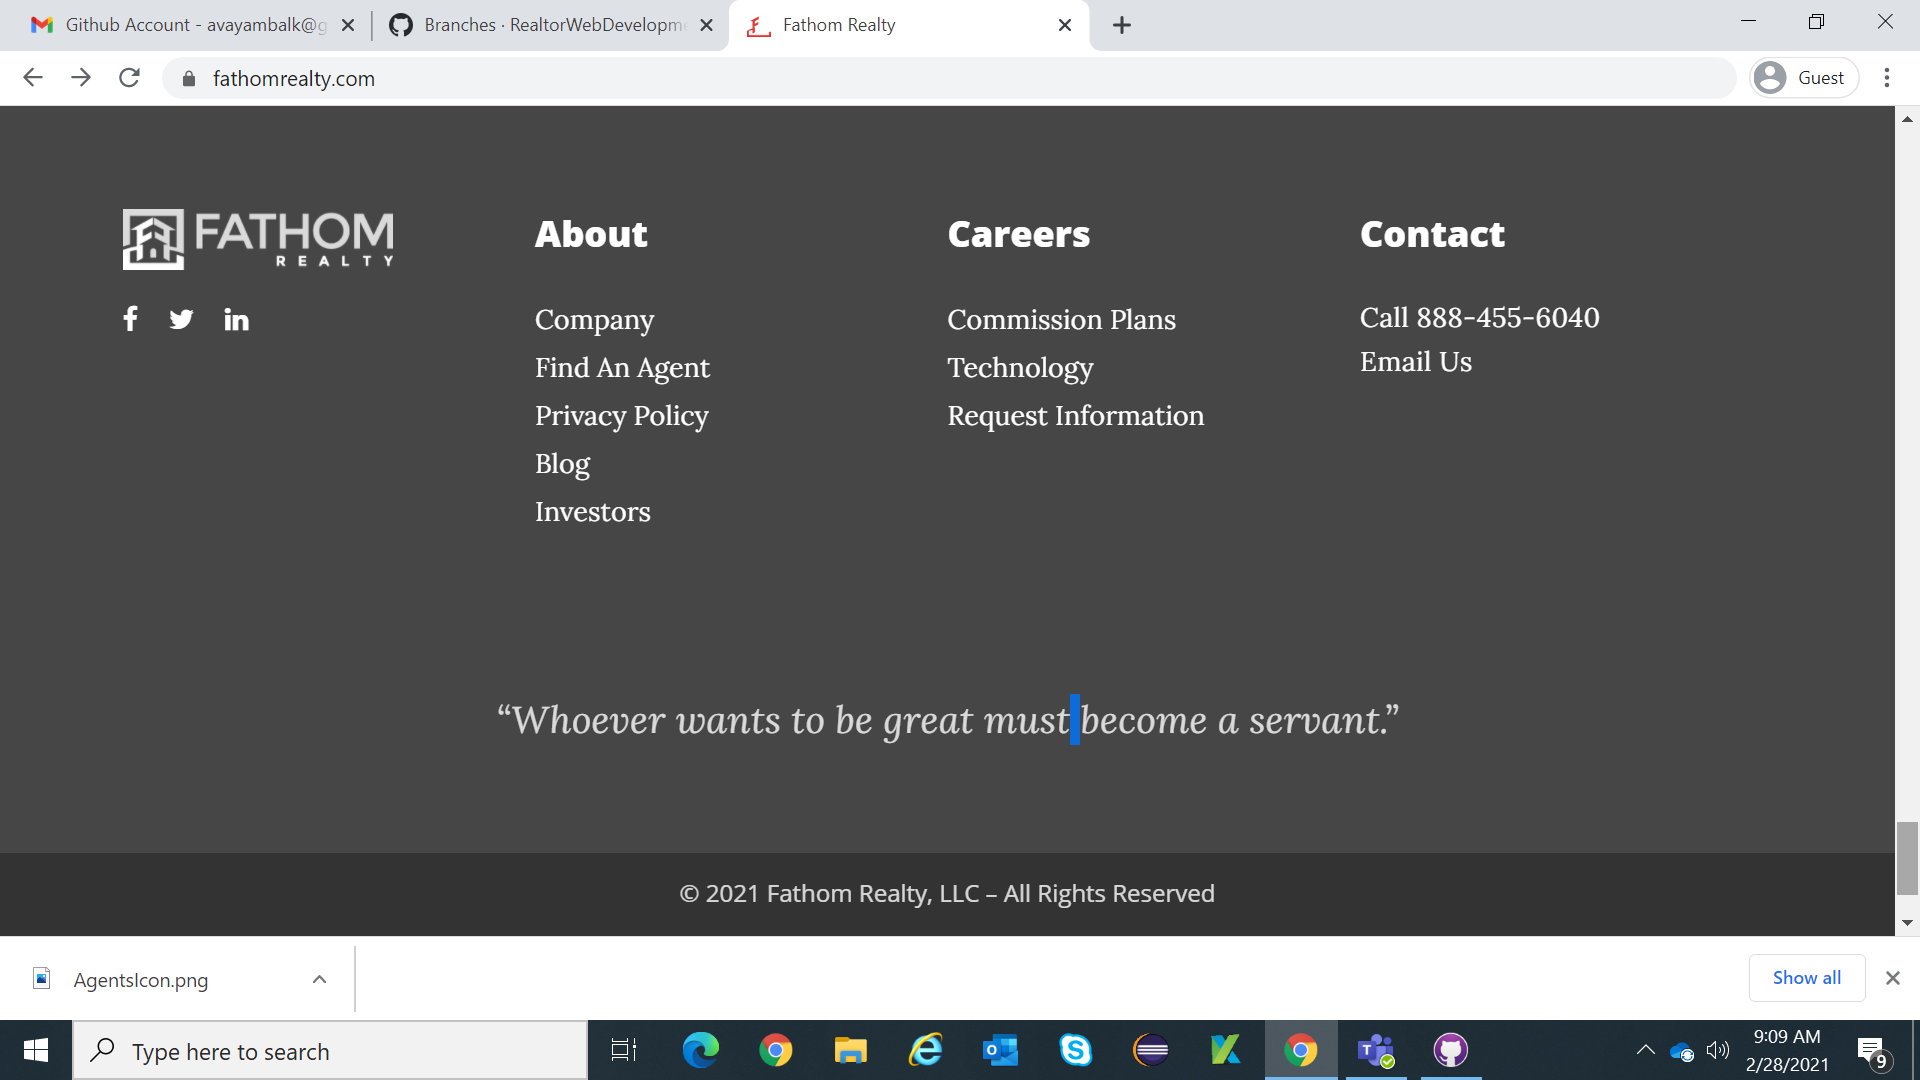 Github Account - avayambalk@g
Branches · RealtorWebDevelopme
Fathom Realty
fathomrealty.com
Guest
FATHOM
REALTY
About
Company
Find An Agent
Privacy Policy
Blog
Investors
Careers
Commission Plans
Technology
Request Information
Contact
Call 888-455-6040
Email Us
“Whoever wants to be great must become a servant.”
© 2021 Fathom Realty, LLC – All Rights Reserved
AgentsIcon.png
Show all
Type here to search
9:09 AM
2/28/2021
9